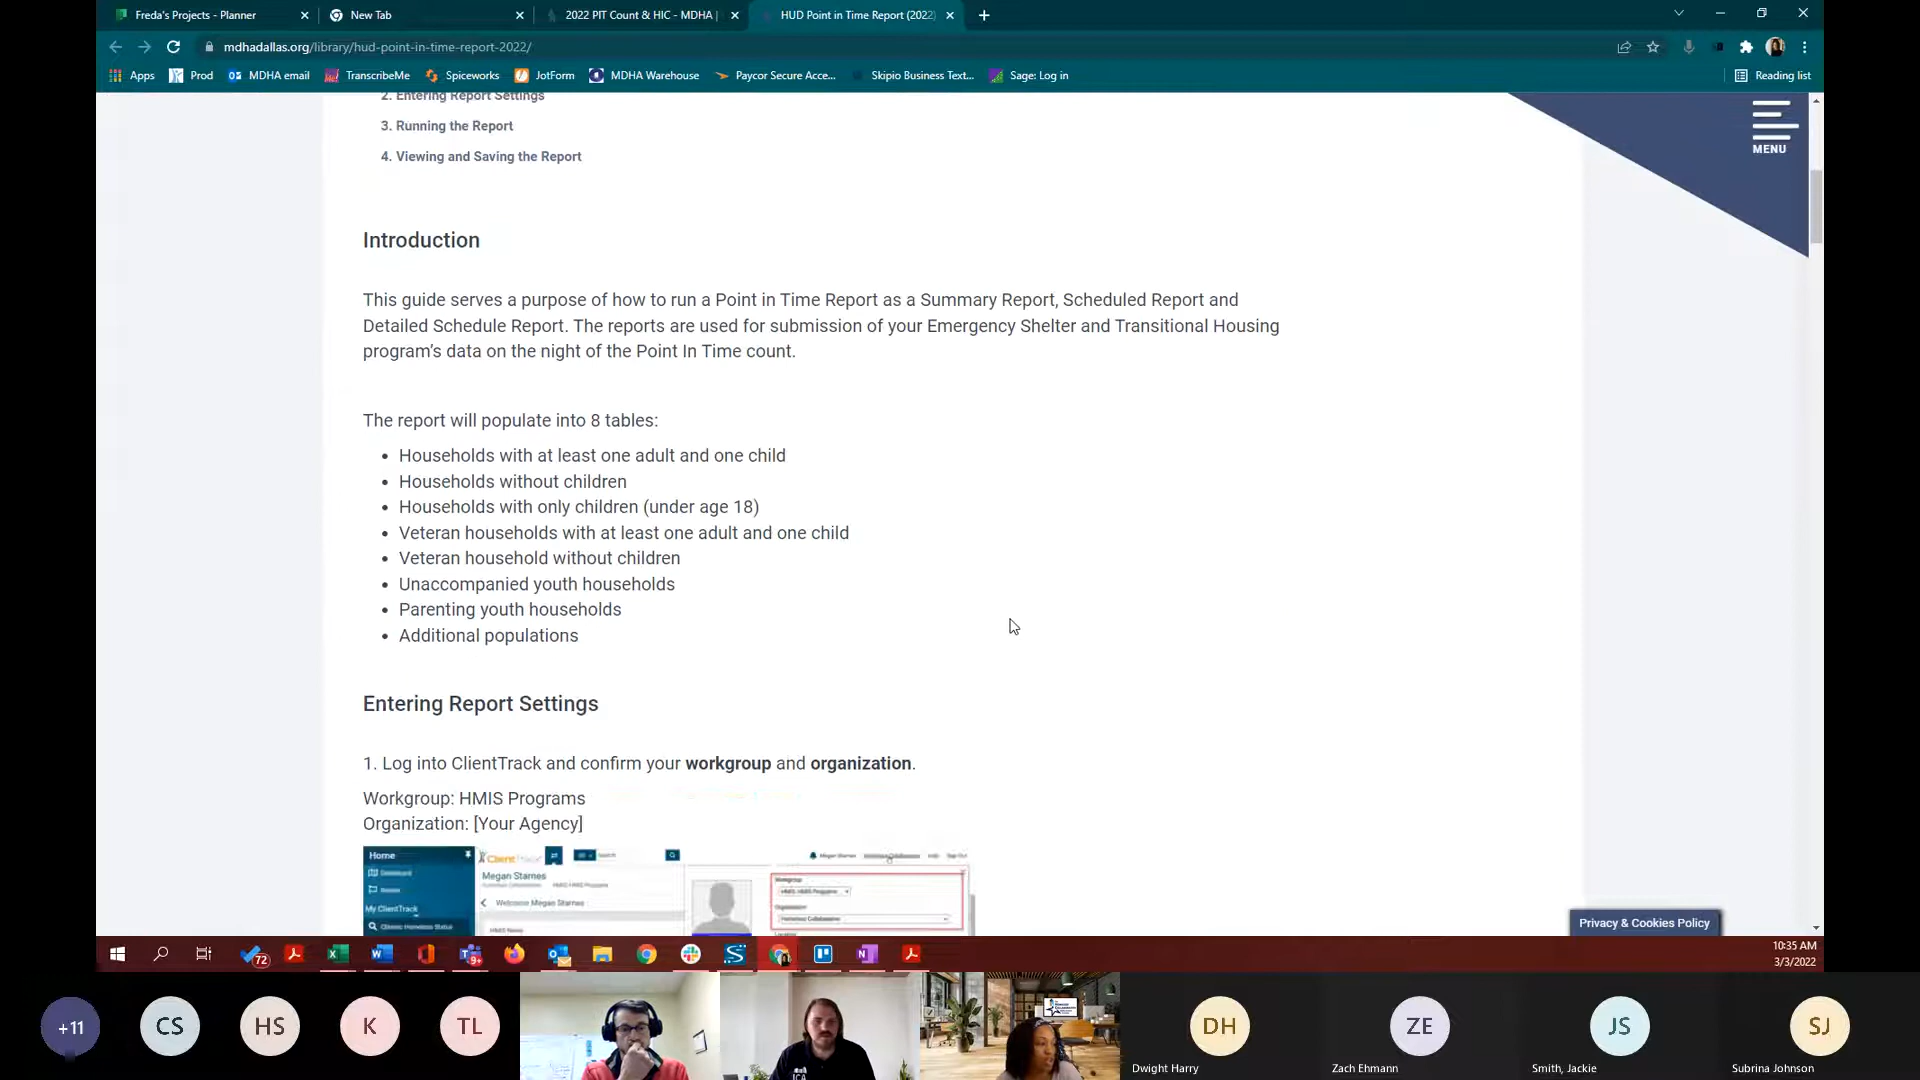 Freda's Projects - Planner
New Tab
2022 PIT Count & HIC - MDHA |
HUD Point in Time Report (2022)
mdhadallas.org/library/hud-point-in-time-report-2022/
Apps
Prod
MDHA email
TranscribeMe
Spiceworks
JotForm
MDHA Warehouse
Paycor Secure Acce...
Skipio Business Text...
Sage: Log in
Reading list
MENU
2. Entering Report Settings
3. Running the Report
4. Viewing and Saving the Report
Introduction
This guide serves a purpose of how to run a Point in Time Report as a Summary Report, Scheduled Report and
Detailed Schedule Report. The reports are used for submission of your Emergency Shelter and Transitional Housing
program’s data on the night of the Point In Time count.
The report will populate into 8 tables:
• Households with at least one adult and one child
• Households without children
• Households with only children (under age 18)
• Veteran households with at least one adult and one child
• Veteran household without children
• Unaccompanied youth households
• Parenting youth households
• Additional populations
Entering Report Settings
1. Log into ClientTrack and confirm your workgroup and organization.
Workgroup: HMIS Programs
Organization: [Your Agency]
Home
Megan Starnes
My ClientTrack
Welcome Megan Starnes
Privacy & Cookies Policy
72
9+
10:35 AM
3/3/2022
+11
CS
HS
K
TL
DH
Dwight Harry
ZE
Zach Ehmann
JS
Smith, Jackie
SJ
Subrina Johnson